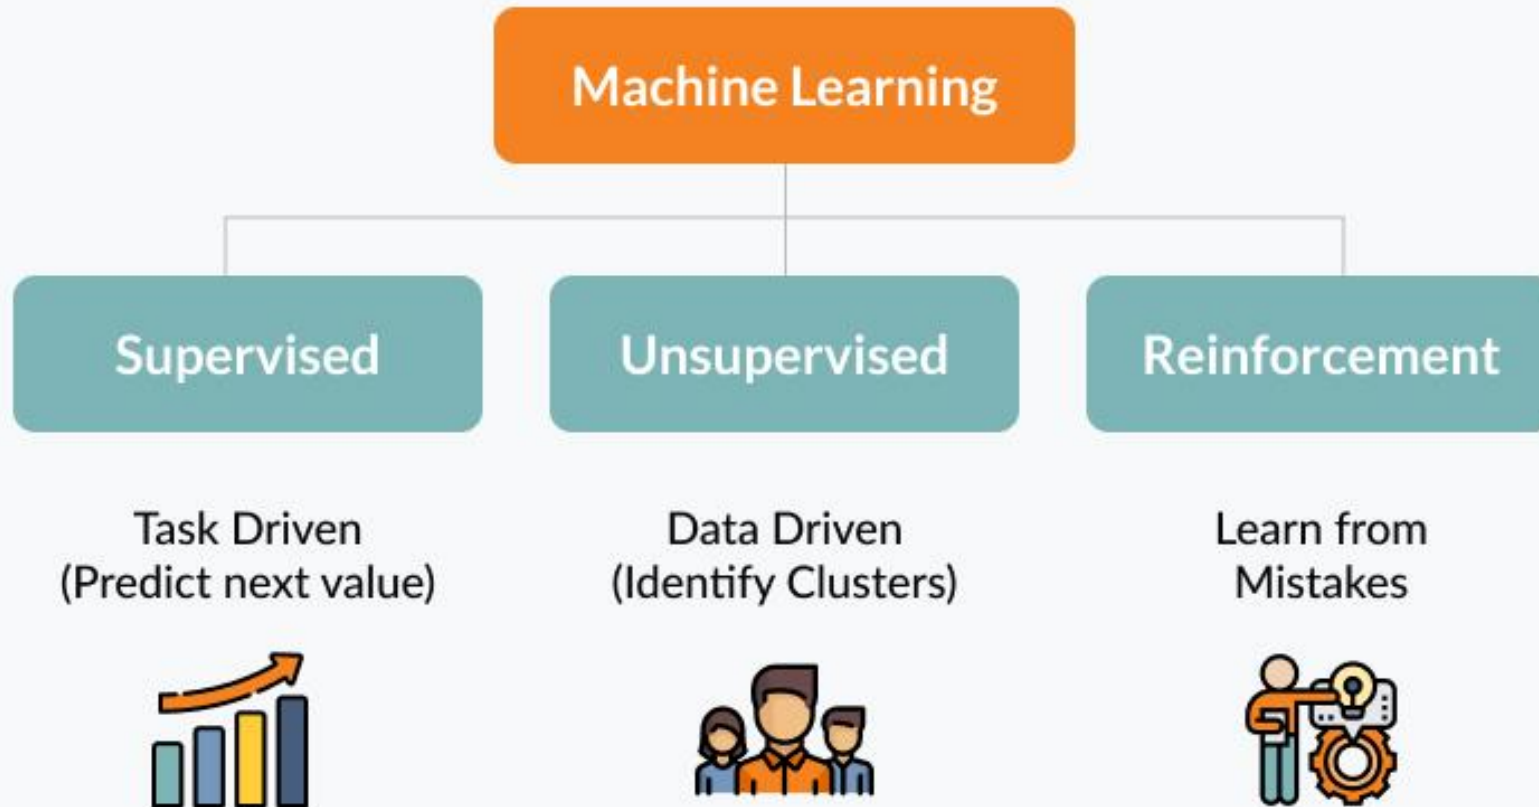 Machine Learning
Supervised
Unsupervised
Reinforcement
Task Driven
(Predict next value)
Data Driven
(Identify Clusters)
Learn from
Mistakes